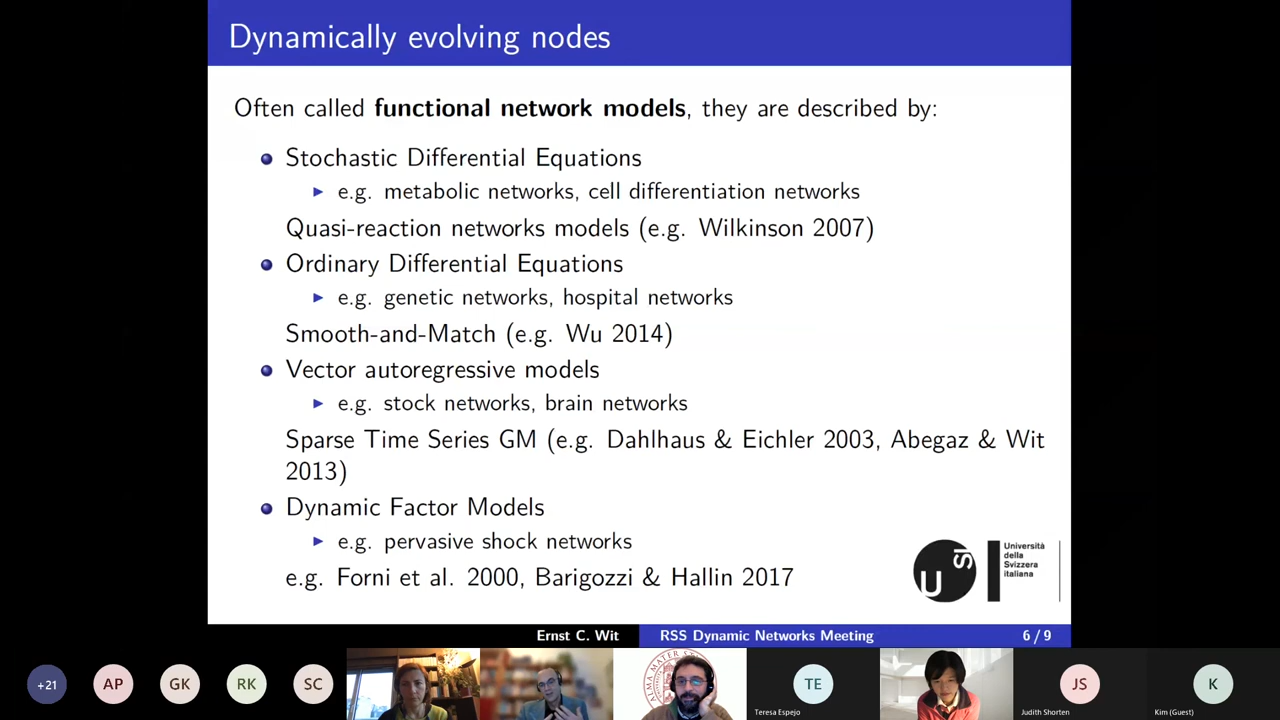 Dynamically evolving nodes
Often called functional network models, they are described by:
Stochastic Differential Equations
e.g. metabolic networks, cell differentiation networks
Quasi-reaction networks models (e.g. Wilkinson 2007)
Ordinary Differential Equations
e.g. genetic networks, hospital networks
Smooth-and-Match (e.g. Wu 2014)
Vector autoregressive models
e.g. stock networks, brain networks
Sparse Time Series GM (e.g. Dahlhaus & Eichler 2003, Abegaz & Wit
2013)
Dynamic Factor Models
e.g. pervasive shock networks
e.g. Forni et al. 2000, Barigozzi & Hallin 2017
U SI
Università
della
Svizzera
italiana
Ernst C. Wit RSS Dynamic Networks Meeting 6 / 9
+21 AP GK RK SC TE JS K
Teresa Espejo Judith Shorten Kim (Guest)